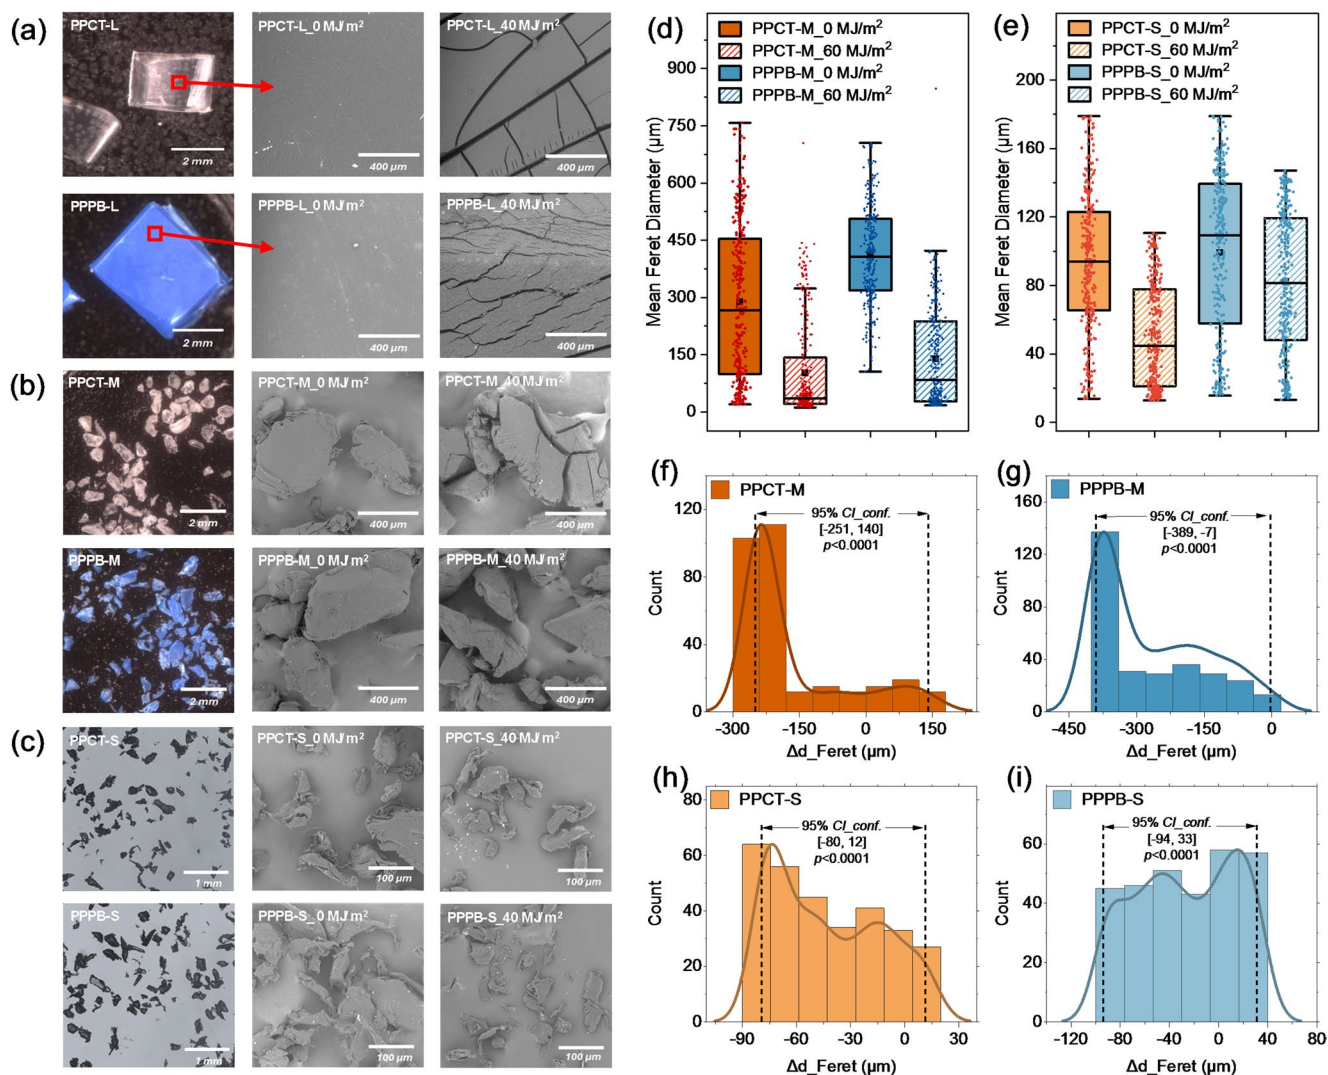 (a)
PPCT-L
2 mm
PPCT-L_0 MJ/m²
400 μm
PPCT-L_40 MJ/m²
400 μm
PPPB-L
2 mm
PPPB-L_0 MJ/m²
400 μm
PPPB-L_40 MJ/m²
400 μm
(b)
PPCT-M
2 mm
PPCT-M_0 MJ/m²
400 μm
PPCT-M_40 MJ/m²
400 μm
PPPB-M
2 mm
PPPB-M_0 MJ/m²
400 μm
PPPB-M_40 MJ/m²
400 μm
(c)
PPCT-S
1 mm
PPCT-S_0 MJ/m²
100 μm
PPCT-S_40 MJ/m²
100 μm
PPPB-S
1 mm
PPPB-S_0 MJ/m²
100 μm
PPPB-S_40 MJ/m²
100 μm
(d)
PPCT-M_0 MJ/m²
PPCT-M_60 MJ/m²
PPPB-M_0 MJ/m²
PPPB-M_60 MJ/m²
Mean Feret Diameter (μm)
900
750
600
450
300
150
0
(e)
PPCT-S_0 MJ/m²
PPCT-S_60 MJ/m²
PPPB-S_0 MJ/m²
PPPB-S_60 MJ/m²
Mean Feret Diameter (μm)
200
160
120
80
40
0
(f)
PPCT-M
95% CI_conf.
[-251, 140]
p<0.0001
Count
120
80
40
0
-300 -150 0 150
Δd_Feret (μm)
(g)
PPPB-M
95% CI_conf.
[-389, -7]
p<0.0001
Count
170
130
90
50
10
-450 -300 -150 0
Δd_Feret (μm)
(h)
PPCT-S
95% CI_conf.
[-80, 12]
p<0.0001
Count
80
60
40
20
0
-90 -60 -30 0 30
Δd_Feret (μm)
(i)
PPPB-S
95% CI_conf.
[-94, 33]
p<0.0001
Count
80
60
40
20
0
-120 -80 -40 0 40 80
Δd_Feret (μm)